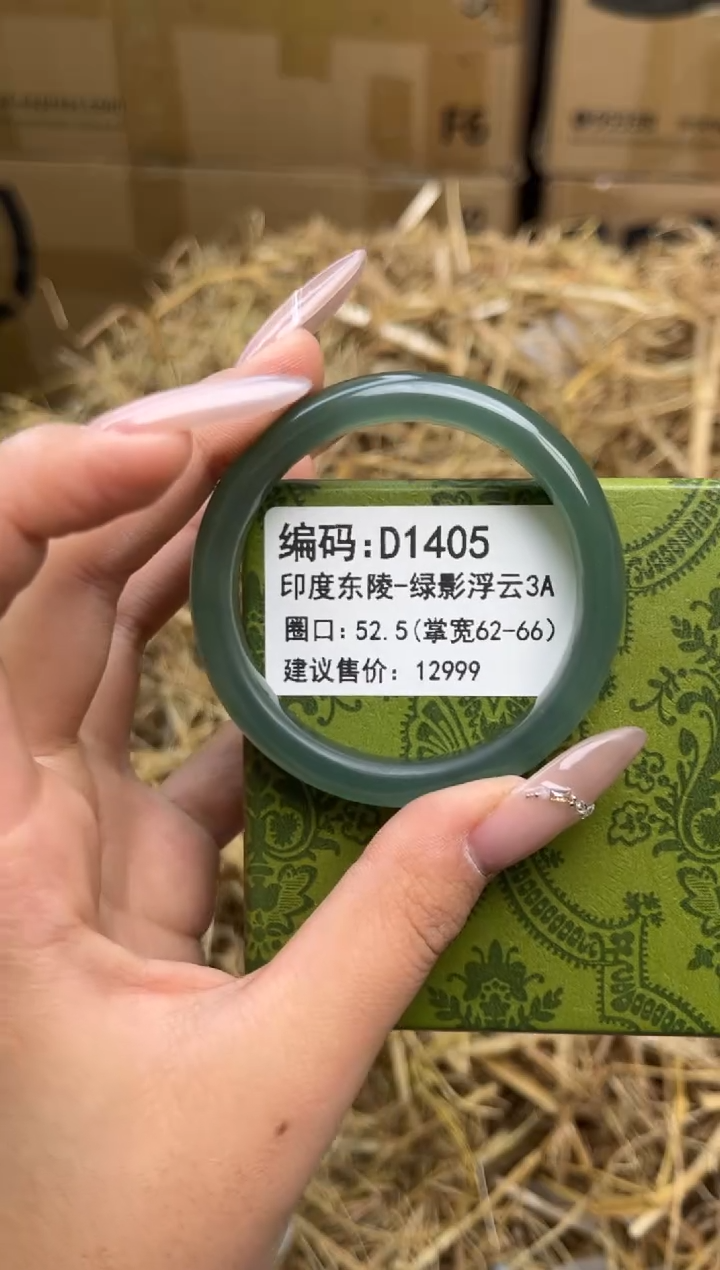 F6
编码:D1405
印度东陵-绿影浮云3A
圈口: 52.5(掌宽62-66)
建议售价: 12999